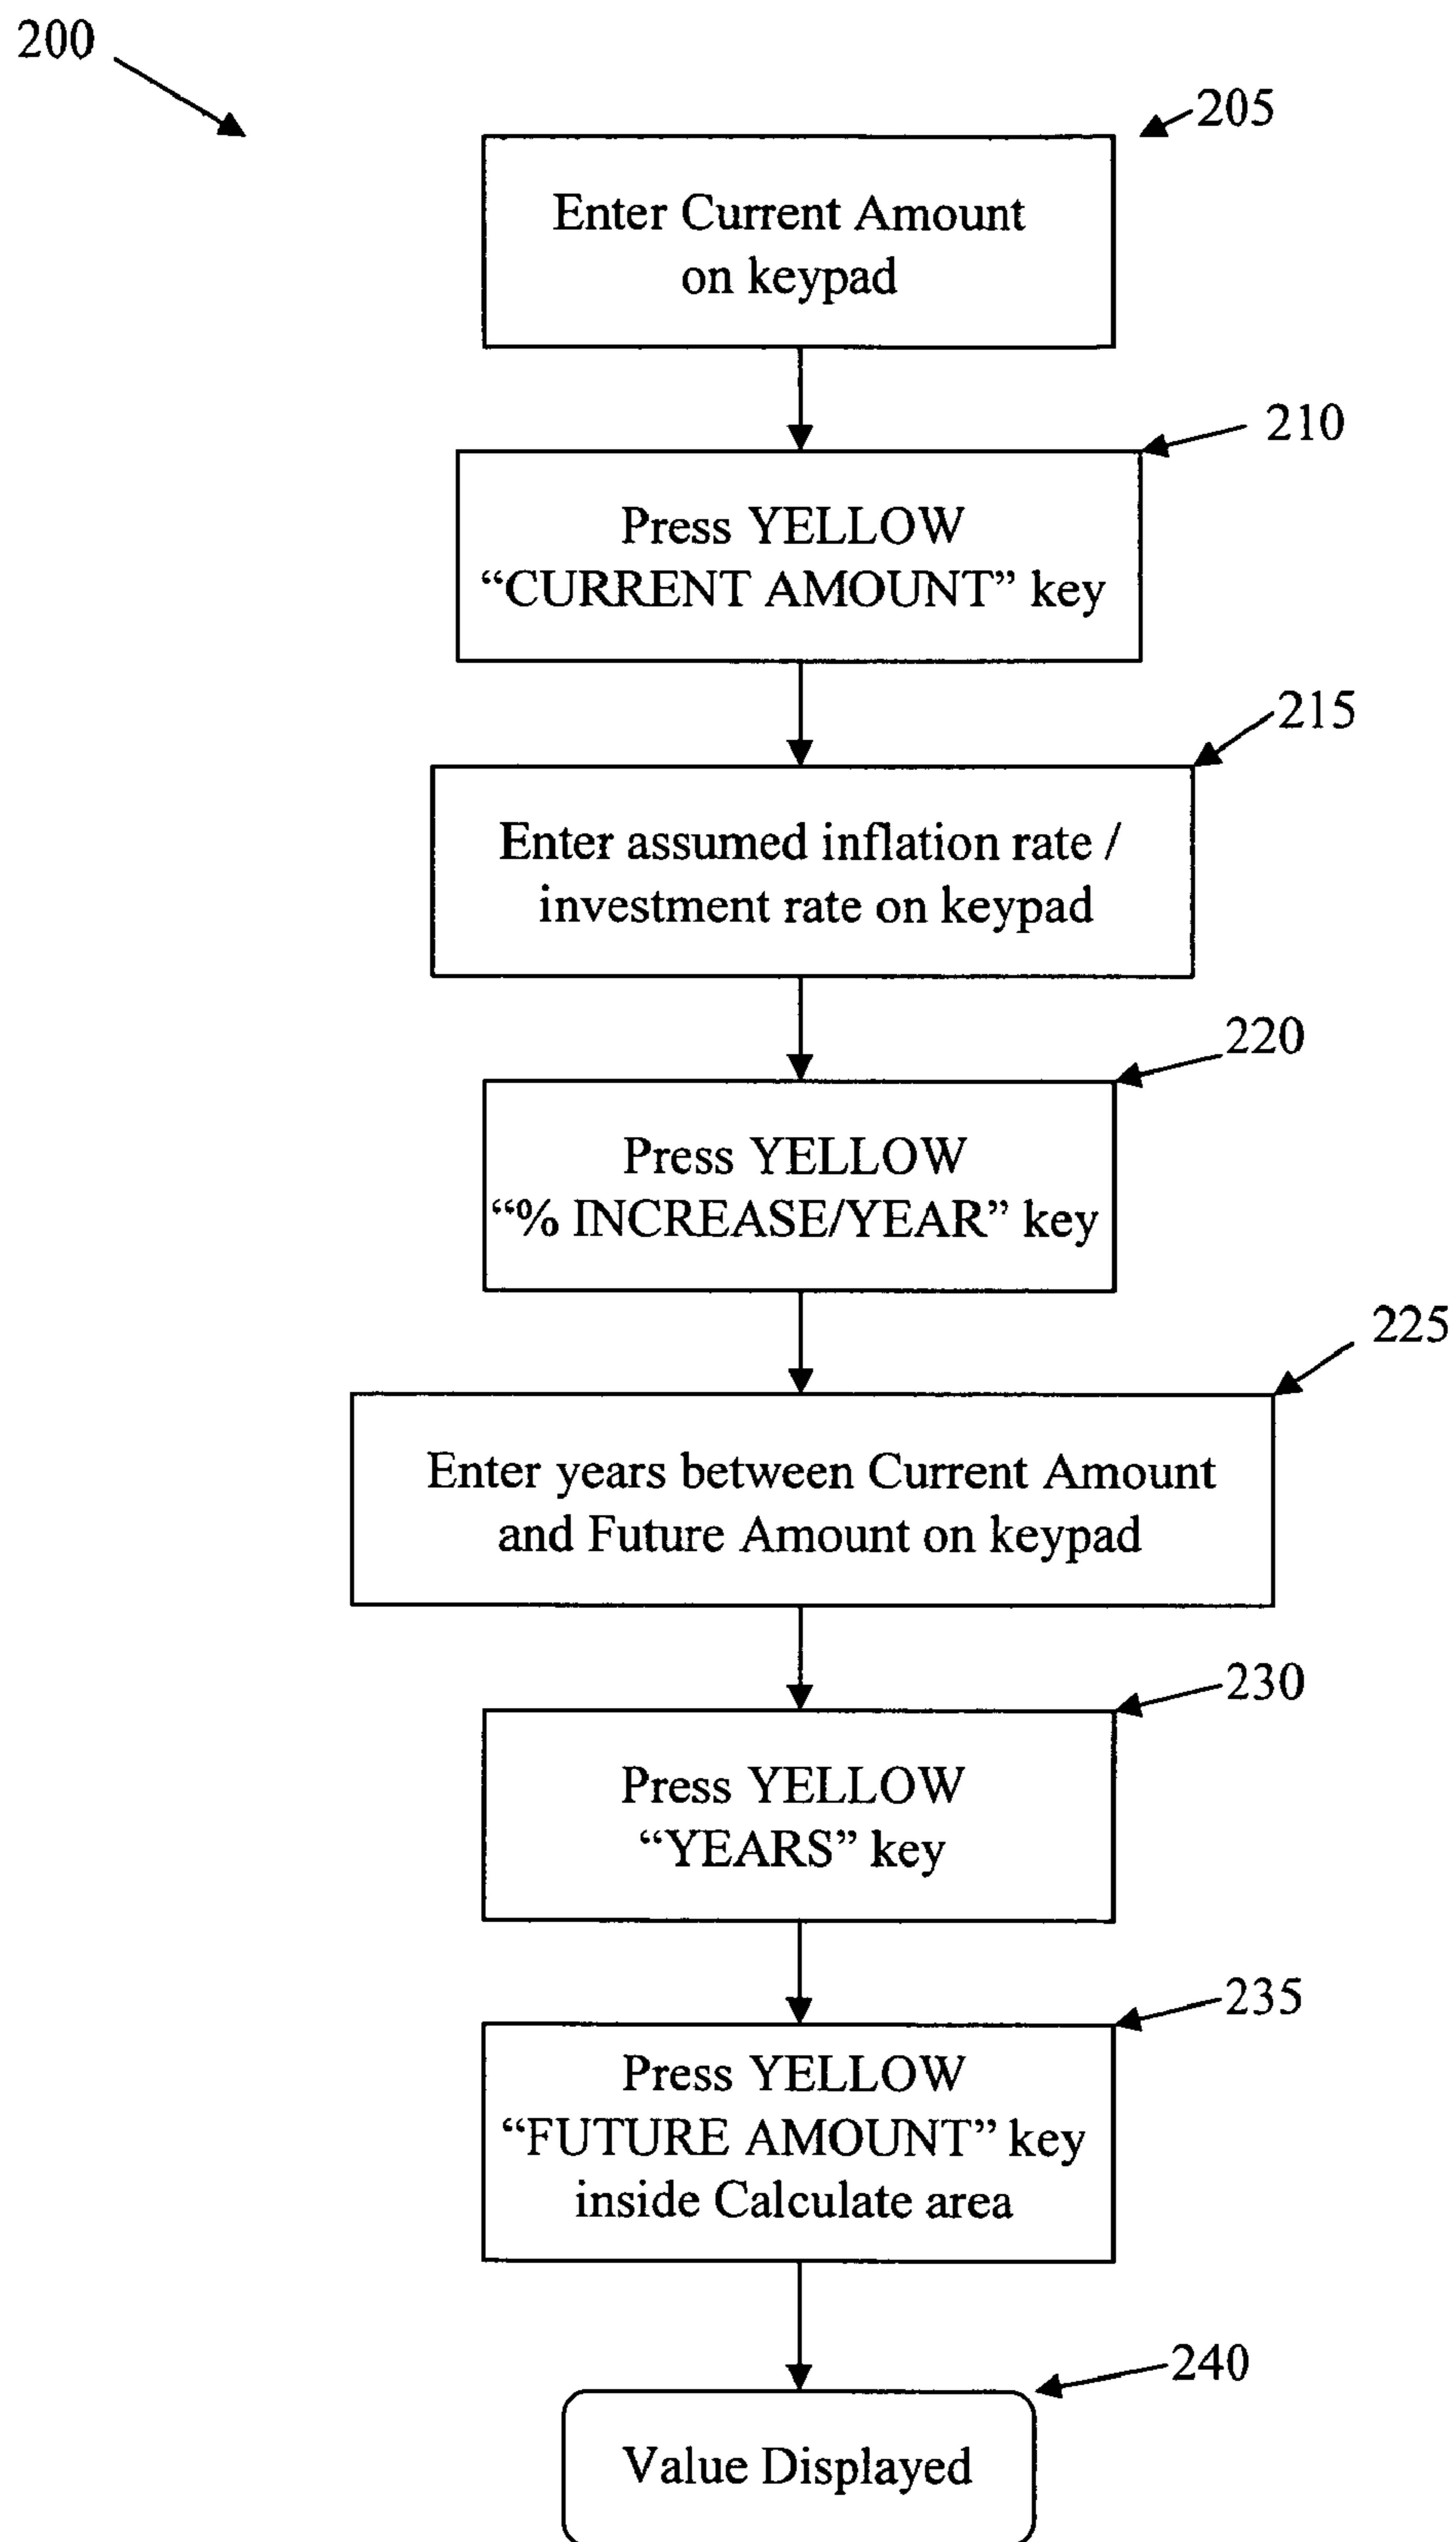 200
205
Enter Current Amount
on keypad
210
Press YELLOW
“CURRENT AMOUNT” key
215
Enter assumed inflation rate /
investment rate on keypad
220
Press YELLOW
“% INCREASE/YEAR” key
225
Enter years between Current Amount
and Future Amount on keypad
230
Press YELLOW
“YEARS” key
235
Press YELLOW
“FUTURE AMOUNT” key
inside Calculate area
240
Value Displayed